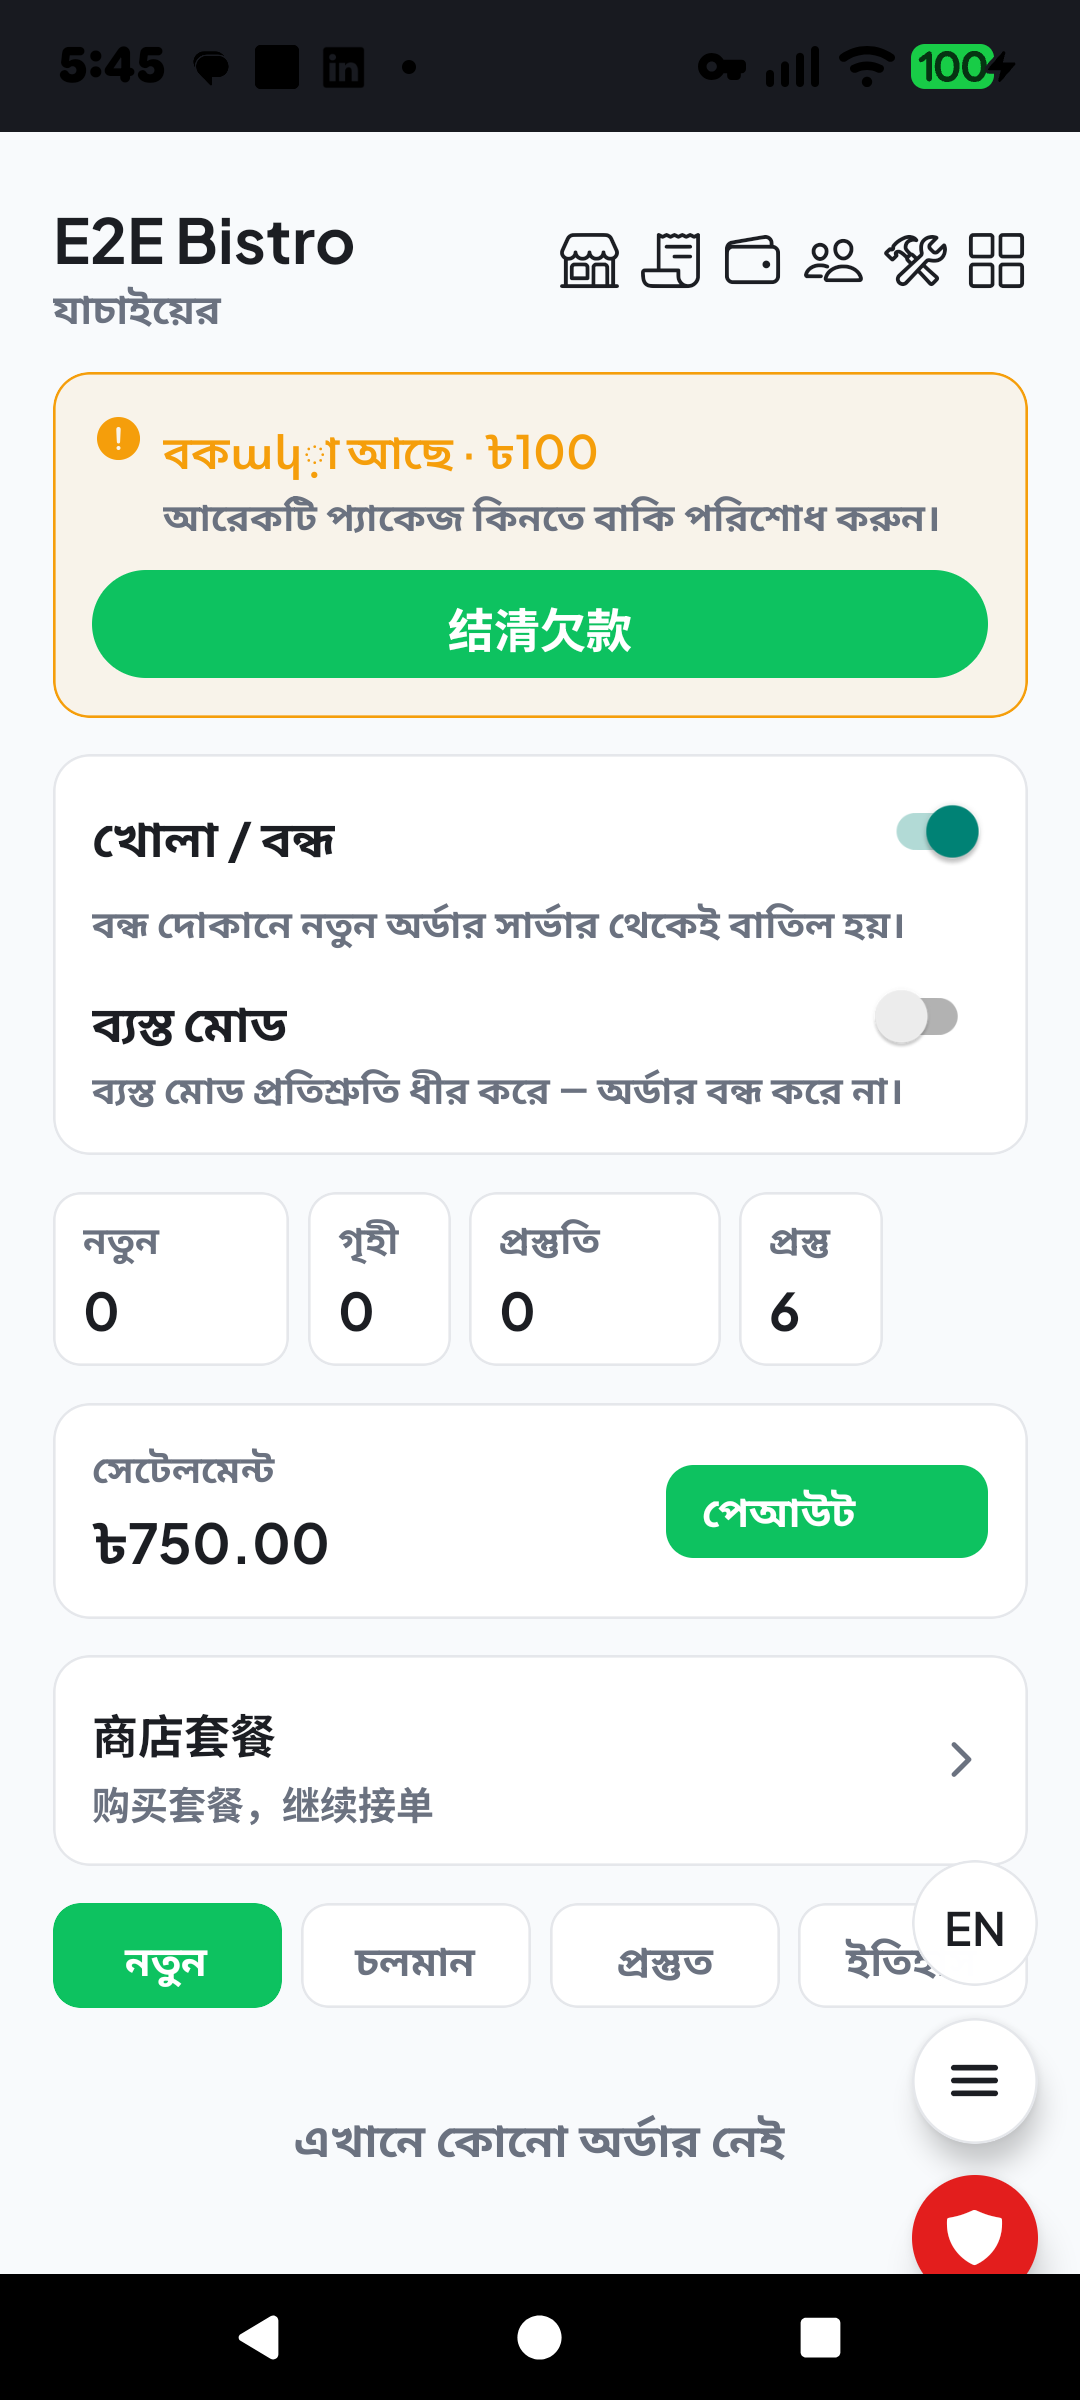 5:45
100
E2E Bistro
যাচাইয়ের
আছে · ৳100
আরেকটি প্যাকেজ কিনতে বাকি পরিশোধ করুন।
结清欠款
খোলা / বন্ধ
বন্ধ দোকানে নতুন অর্ডার সার্ভার থেকেই বাতিল হয়।
ব্যস্ত মোড
ব্যস্ত মোড প্রতিশ্রুতি ধীর করে — অর্ডার বন্ধ করে না।
নতুন
0
গৃহী
0
প্রস্তুতি
0
প্রস্তু
6
সেটেলমেন্ট
৳750.00
পেআউট
商店套餐
购买套餐，继续接单
নতুন
চলমান
প্রস্তুত
EN
এখানে কোনো অর্ডার নেই